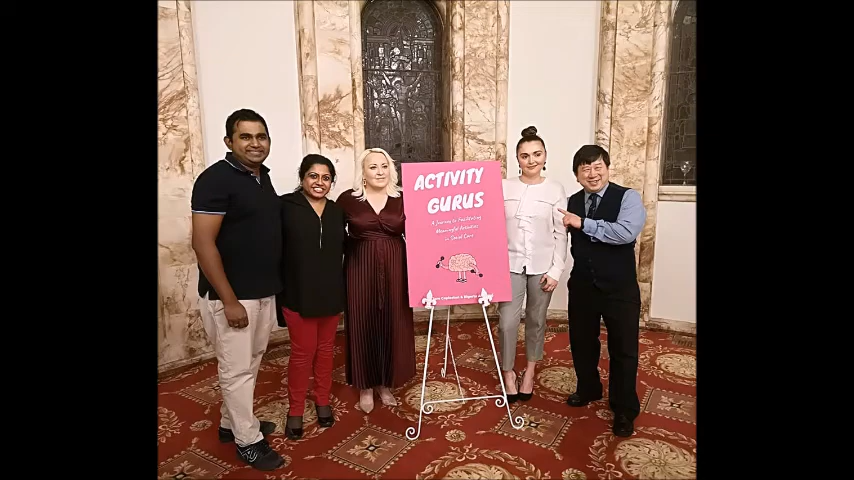 ACTIVITY
GURUS
A Journey to Facilitating
Meaningful Activities
in Social Care